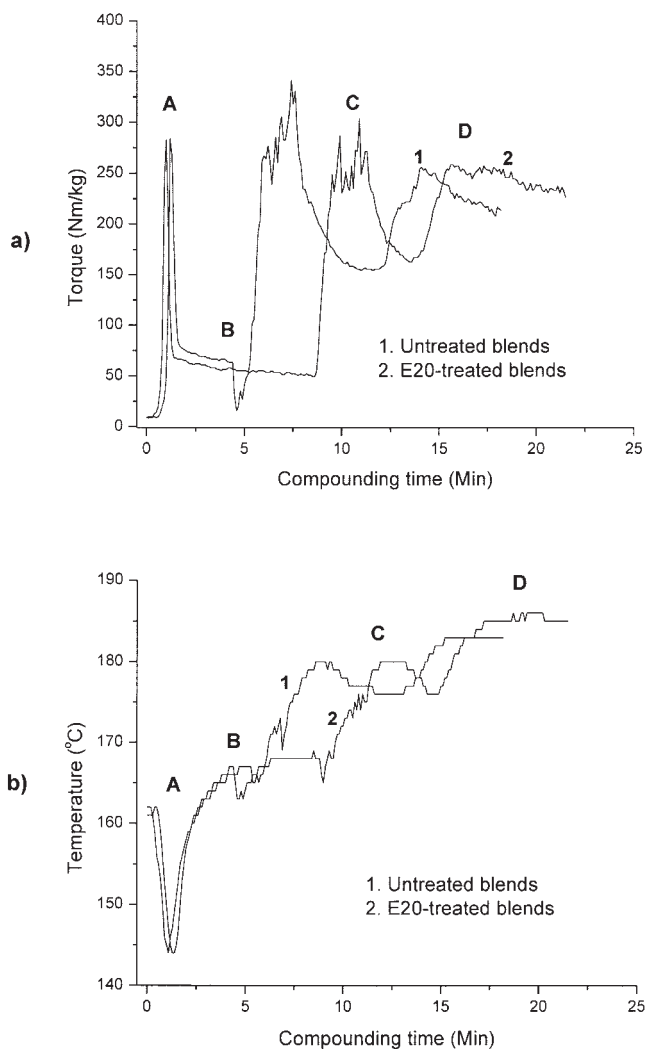 a)
Torque (Nm/kg)
400
350
300
250
200
150
100
50
0
A
B
C
D
1
2
1. Untreated blends
2. E20-treated blends
0 5 10 15 20 25
Compounding time (Min)
b)
Temperature (°C)
190
180
170
160
150
140
A
B
C
D
1
2
1. Untreated blends
2. E20-treated blends
0 5 10 15 20 25
Compounding time (Min)